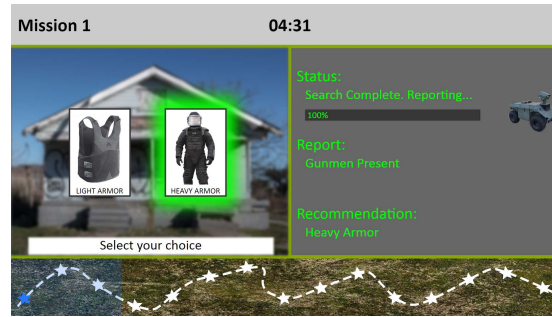 Mission 1
04:31
LIGHT ARMOR
HEAVY ARMOR
Select your choice
Status:
Search Complete. Reporting...
100%
Report:
Gunmen Present
Recommendation:
Heavy Armor